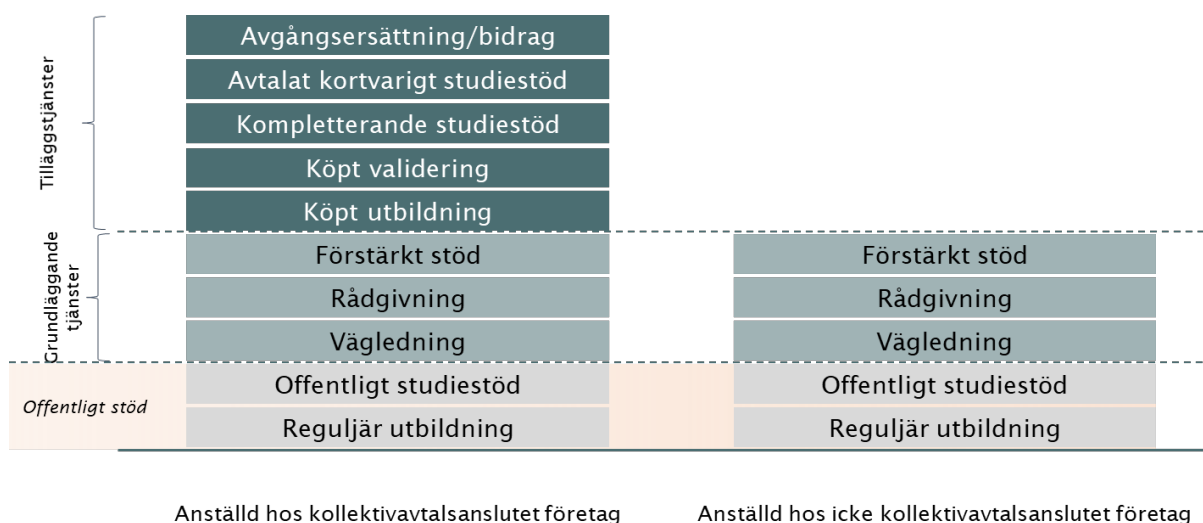 Tilläggstjänster
Avgångsersättning/bidrag
Avtalat kortvarigt studiestöd
Kompletterande studiestöd
Köpt validering
Köpt utbildning
Grundläggande
tjänster
Förstärkt stöd
Rådgivning
Vägledning
Förstärkt stöd
Rådgivning
Vägledning
Offentligt stöd
Offentligt studiestöd
Reguljär utbildning
Offentligt studiestöd
Reguljär utbildning
Anställd hos kollektivavtalsanslutet företag
Anställd hos icke kollektivavtalsanslutet företag